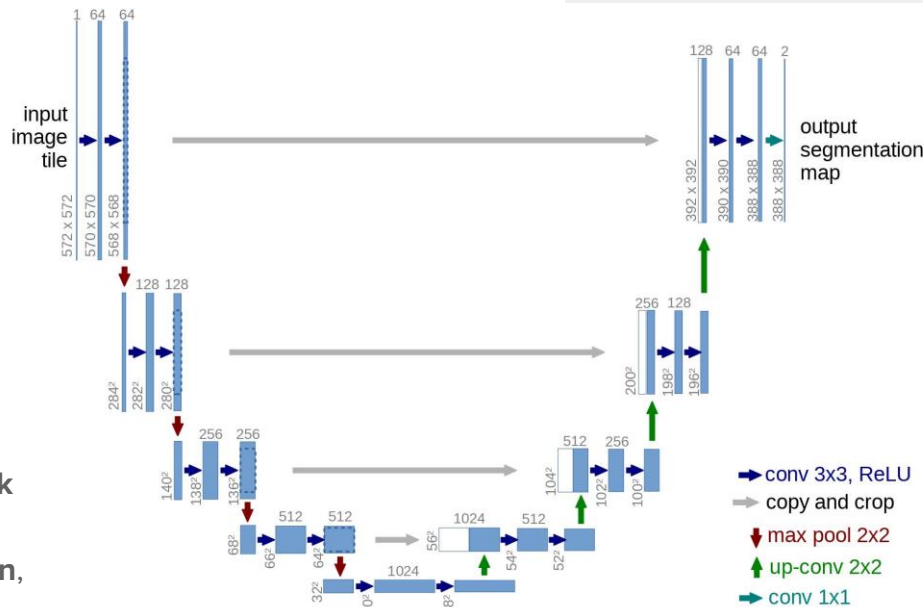 1 64 64
input
image
tile
572 x 572
570 x 570
568 x 568
128 64 64 2
output
segmentation
map
392 x 392
390 x 390
388 x 388
388 x 388
128 128
284²
282²
280²
256 128
200²
198²
196²
256 256
140²
138²
136²
512 256
104²
102²
100²
512 512
68²
66²
64²
1024 512
56²
54²
52²
1024
32²
0²
8²
k
n,
conv 3x3, ReLU
copy and crop
max pool 2x2
up-conv 2x2
conv 1x1